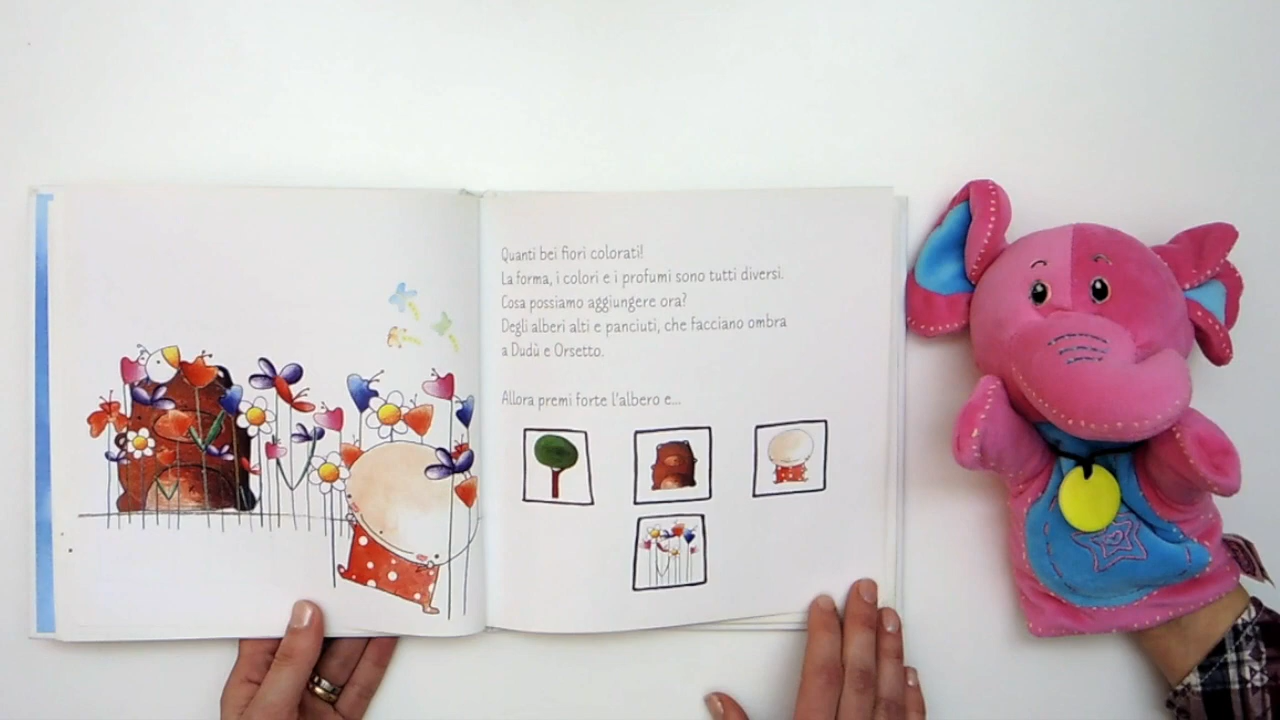 Quanti bei fiori colorati!
La forma, i colori e i profumi sono tutti diversi.
Cosa possiamo aggiungere ora?
Degli alberi alti e panciuti, che facciano ombra
a Dudù e Orsetto.
Allora premi forte l'albero e...